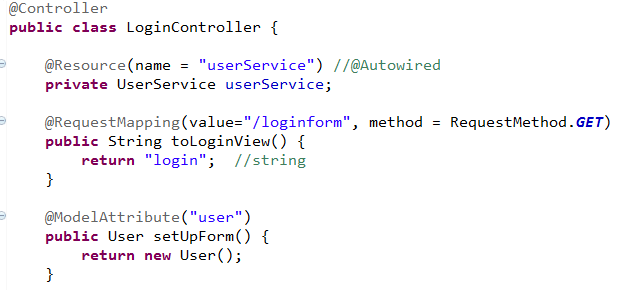 @Controller
public class LoginController {
@Resource(name = "userService") //@Autowired
private UserService userService;
@RequestMapping(value="/loginform", method = RequestMethod.GET)
public String toLoginView() {
return "login";  //string
}
@ModelAttribute("user")
public User setUpForm() {
return new User();
}